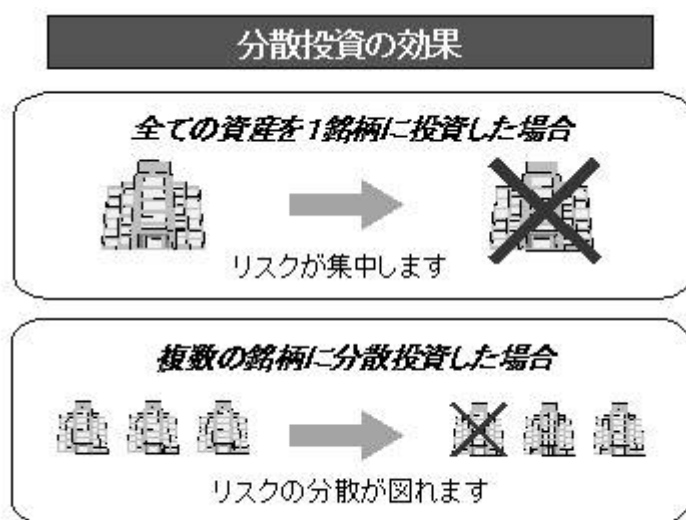 分散投資の効果
全ての資産を1銘柄に投資した場合
リスクが集中します
複数の銘柄に分散投資した場合
リスクの分散が図れます